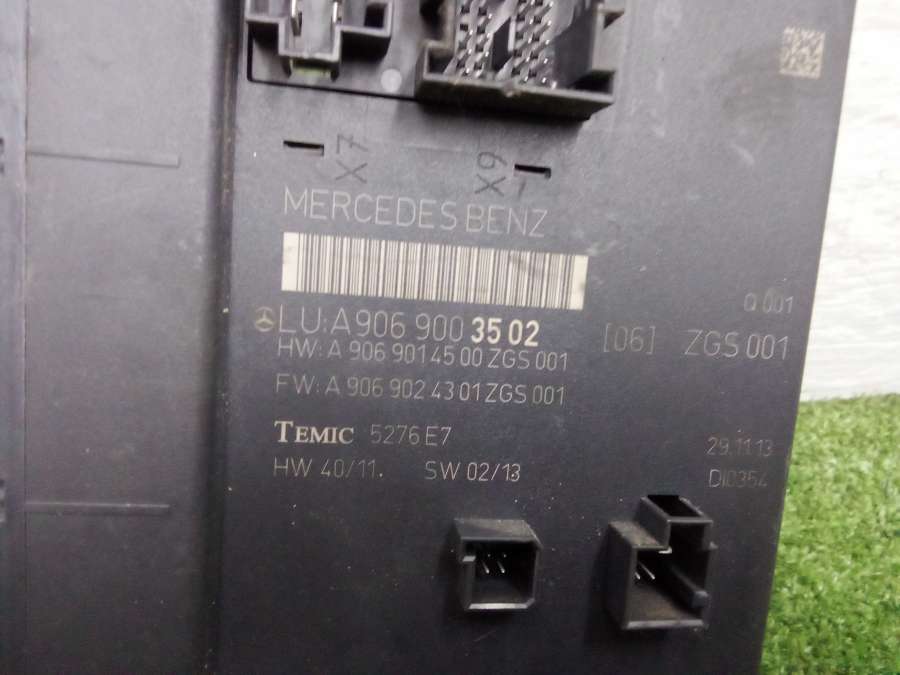 X7 X9
MERCEDES BENZ
Q 001
LU: A 906 900 35 02 [06] ZGS 001
HW: A 906 901 45 00 ZGS 001
FW: A 906 902 43 01 ZGS 001
TEMIC 5276 E7 29.11.13
HW 40/11. SW 02/13 DI0354